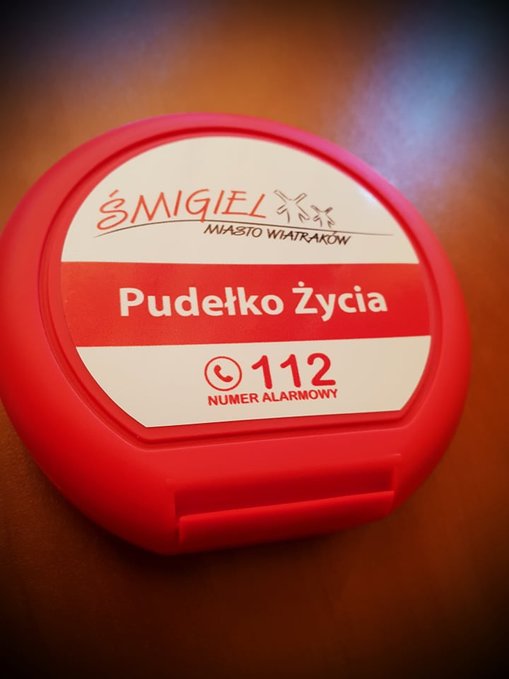 ŚMIGIEL
MIASTO WIATRAKÓW
Pudełko Życia
112
NUMER ALARMOWY